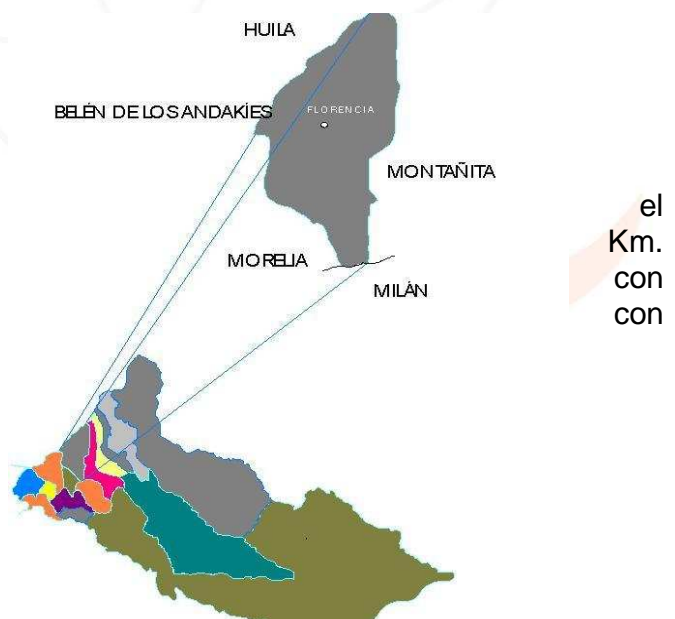 HUILA
BELÉN DE LOS ANDAKÍES
FLORENCIA
MONTAÑITA
MORELIA
MILÁN
el
Km.
con
con